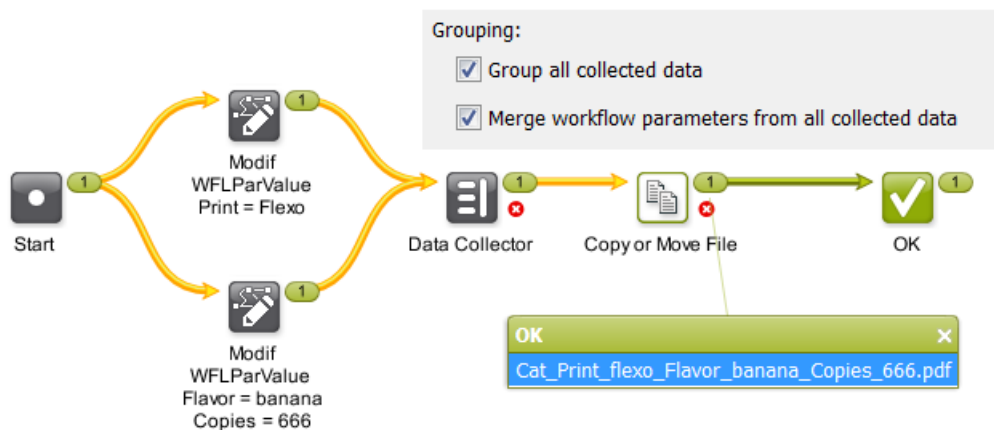 Grouping:
Group all collected data
Merge workflow parameters from all collected data
1
Modif
WFLParValue
Print = Flexo
1
Start
1
Data Collector
1
Copy or Move File
1
OK
1
Modif
WFLParValue
Flavor = banana
Copies = 666
OK
Cat_Print_flexo_Flavor_banana_Copies_666.pdf